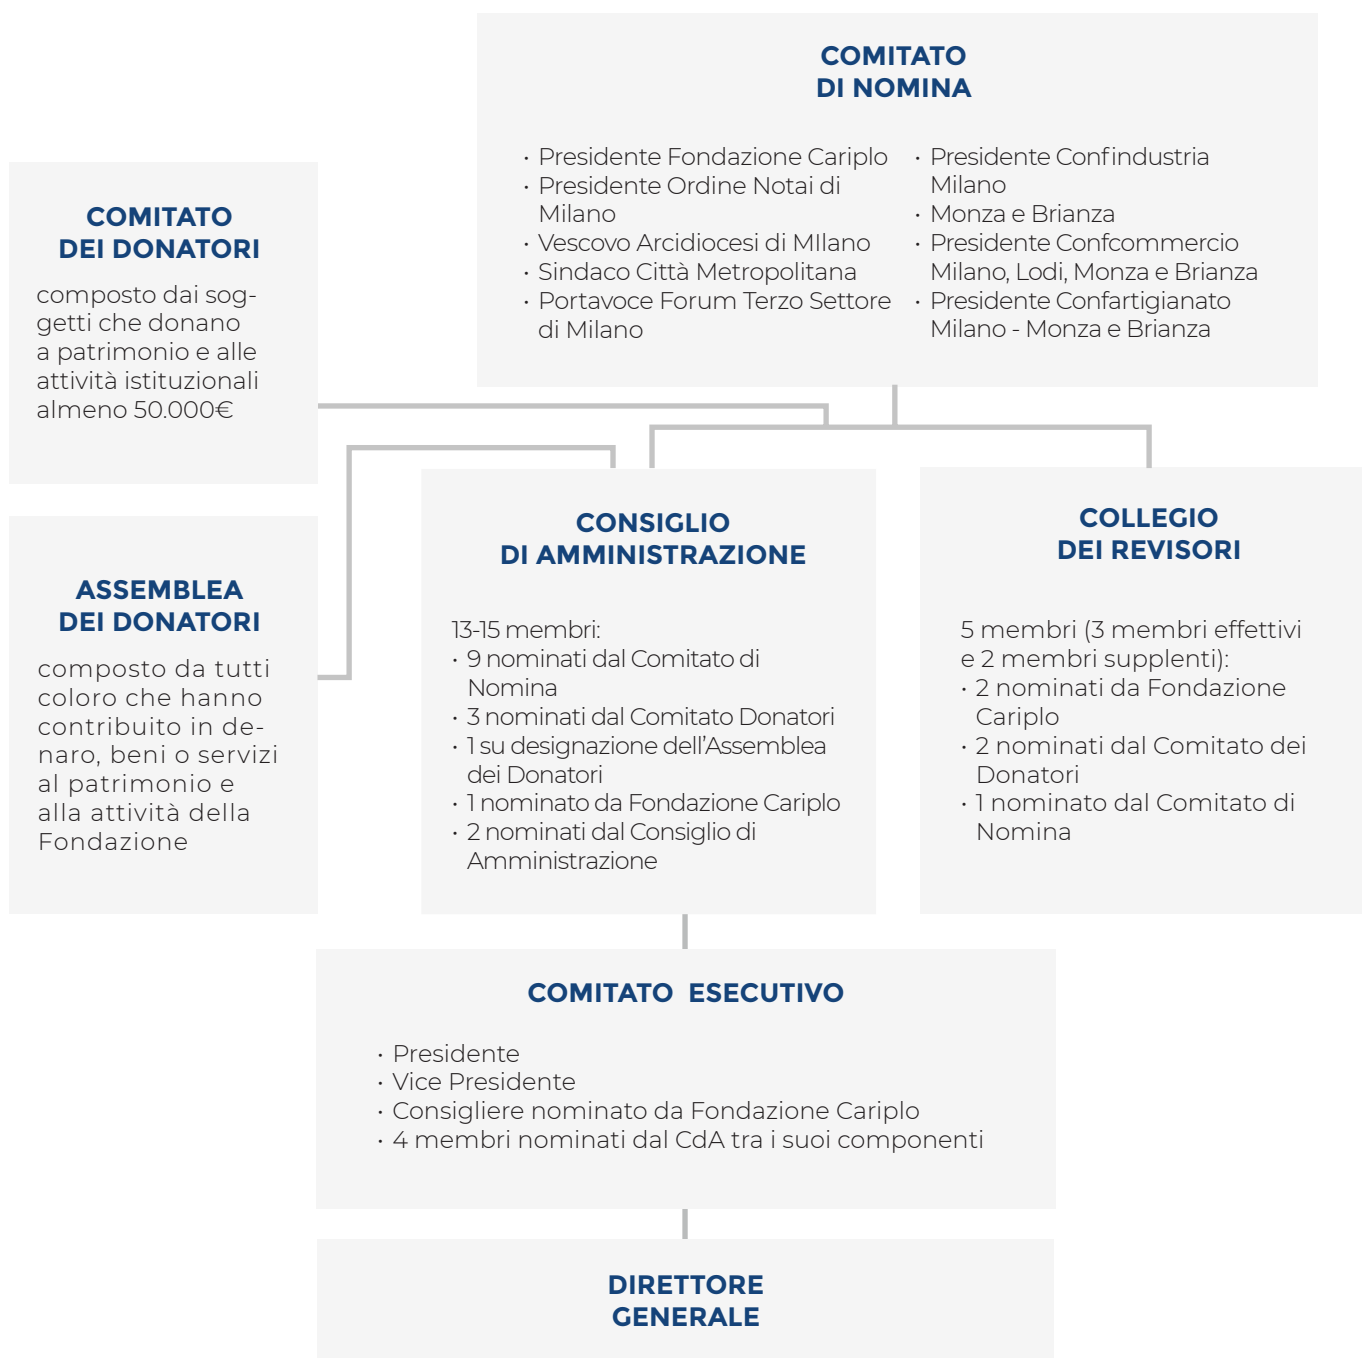 COMITATO
DI NOMINA
· Presidente Fondazione Cariplo
· Presidente Ordine Notai di
Milano
· Vescovo Arcidiocesi di MIlano
· Sindaco Città Metropolitana
· Portavoce Forum Terzo Settore
di Milano
· Presidente Confindustria
Milano
· Monza e Brianza
· Presidente Confcommercio
Milano, Lodi, Monza e Brianza
· Presidente Confartigianato
Milano - Monza e Brianza
COMITATO
DEI DONATORI
composto dai sog-
getti che donano
a patrimonio e alle
attività istituzionali
almeno 50.000€
ASSEMBLEA
DEI DONATORI
composto da tutti
coloro che hanno
contribuito in de-
naro, beni o servizi
al patrimonio e
alla attività della
Fondazione
CONSIGLIO
DI AMMINISTRAZIONE
13-15 membri:
· 9 nominati dal Comitato di
Nomina
· 3 nominati dal Comitato Donatori
· 1 su designazione dell'Assemblea
dei Donatori
· 1 nominato da Fondazione Cariplo
· 2 nominati dal Consiglio di
Amministrazione
COLLEGIO
DEI REVISORI
5 membri (3 membri effettivi
e 2 membri supplenti):
· 2 nominati da Fondazione
Cariplo
· 2 nominati dal Comitato dei
Donatori
· 1 nominato dal Comitato di
Nomina
COMITATO ESECUTIVO
· Presidente
· Vice Presidente
· Consigliere nominato da Fondazione Cariplo
· 4 membri nominati dal CdA tra i suoi componenti
DIRETTORE
GENERALE